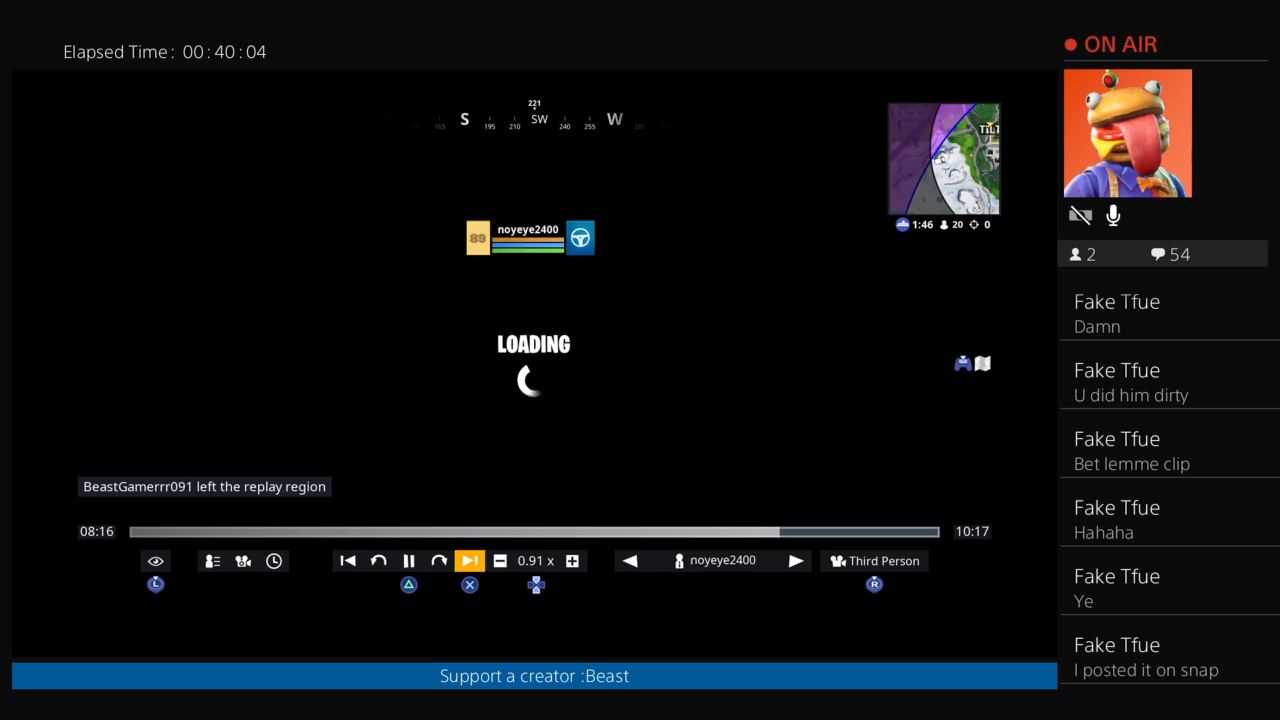 Elapsed Time: 00:40:04
ON AIR
221
S 195 210 SW 240 255 W
165
285
TILT
1:46 20 0
89 noyeye2400
LOADING
BeastGamerrr091 left the replay region
08:16
10:17
0.91 x
noyeye2400
Third Person
L
R
Support a creator :Beast
2
54
Fake Tfue
Damn
Fake Tfue
U did him dirty
Fake Tfue
Bet lemme clip
Fake Tfue
Hahaha
Fake Tfue
Ye
Fake Tfue
I posted it on snap